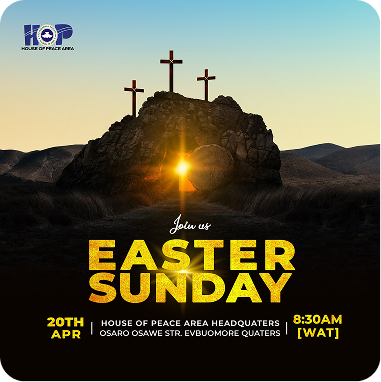 HOP
HOUSE OF PEACE AREA
Join us
EASTER
SUNDAY
20TH
APR
HOUSE OF PEACE AREA HEADQUATERS
OSARO OSAWE STR. EVBUOMORE QUATERS
8:30AM
[WAT]